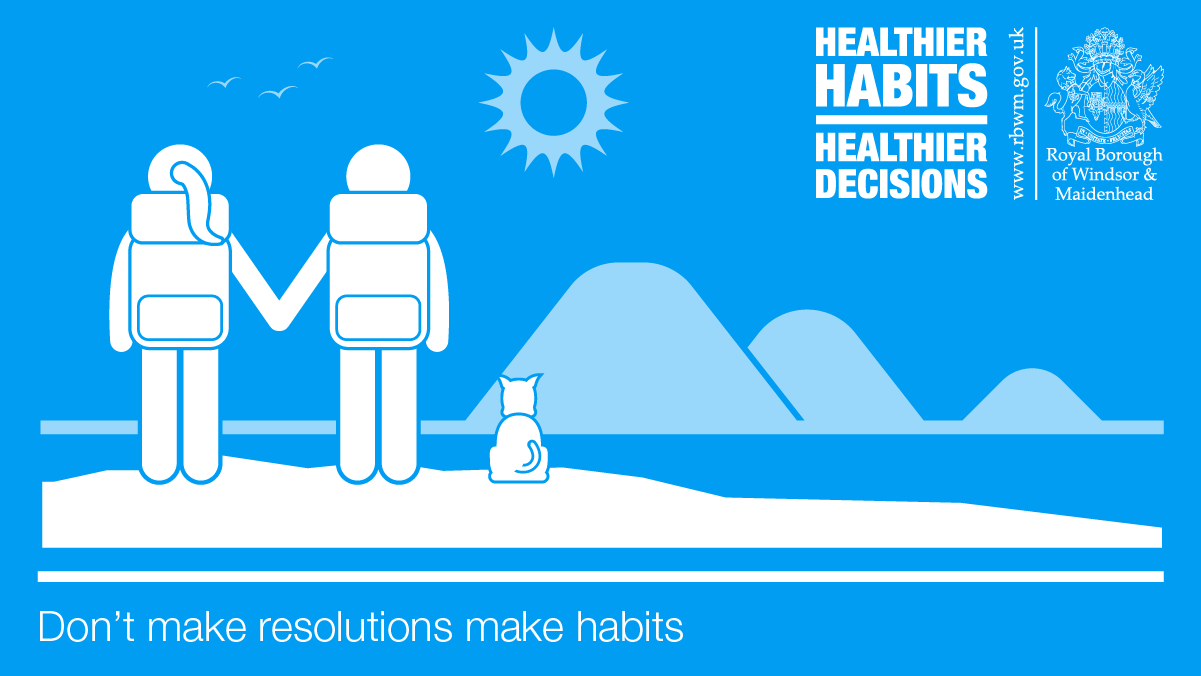 HEALTHIER
HABITS
HEALTHIER
DECISIONS
www.rbwm.gov.uk
Royal Borough
of Windsor &
Maidenhead
Don't make resolutions make habits